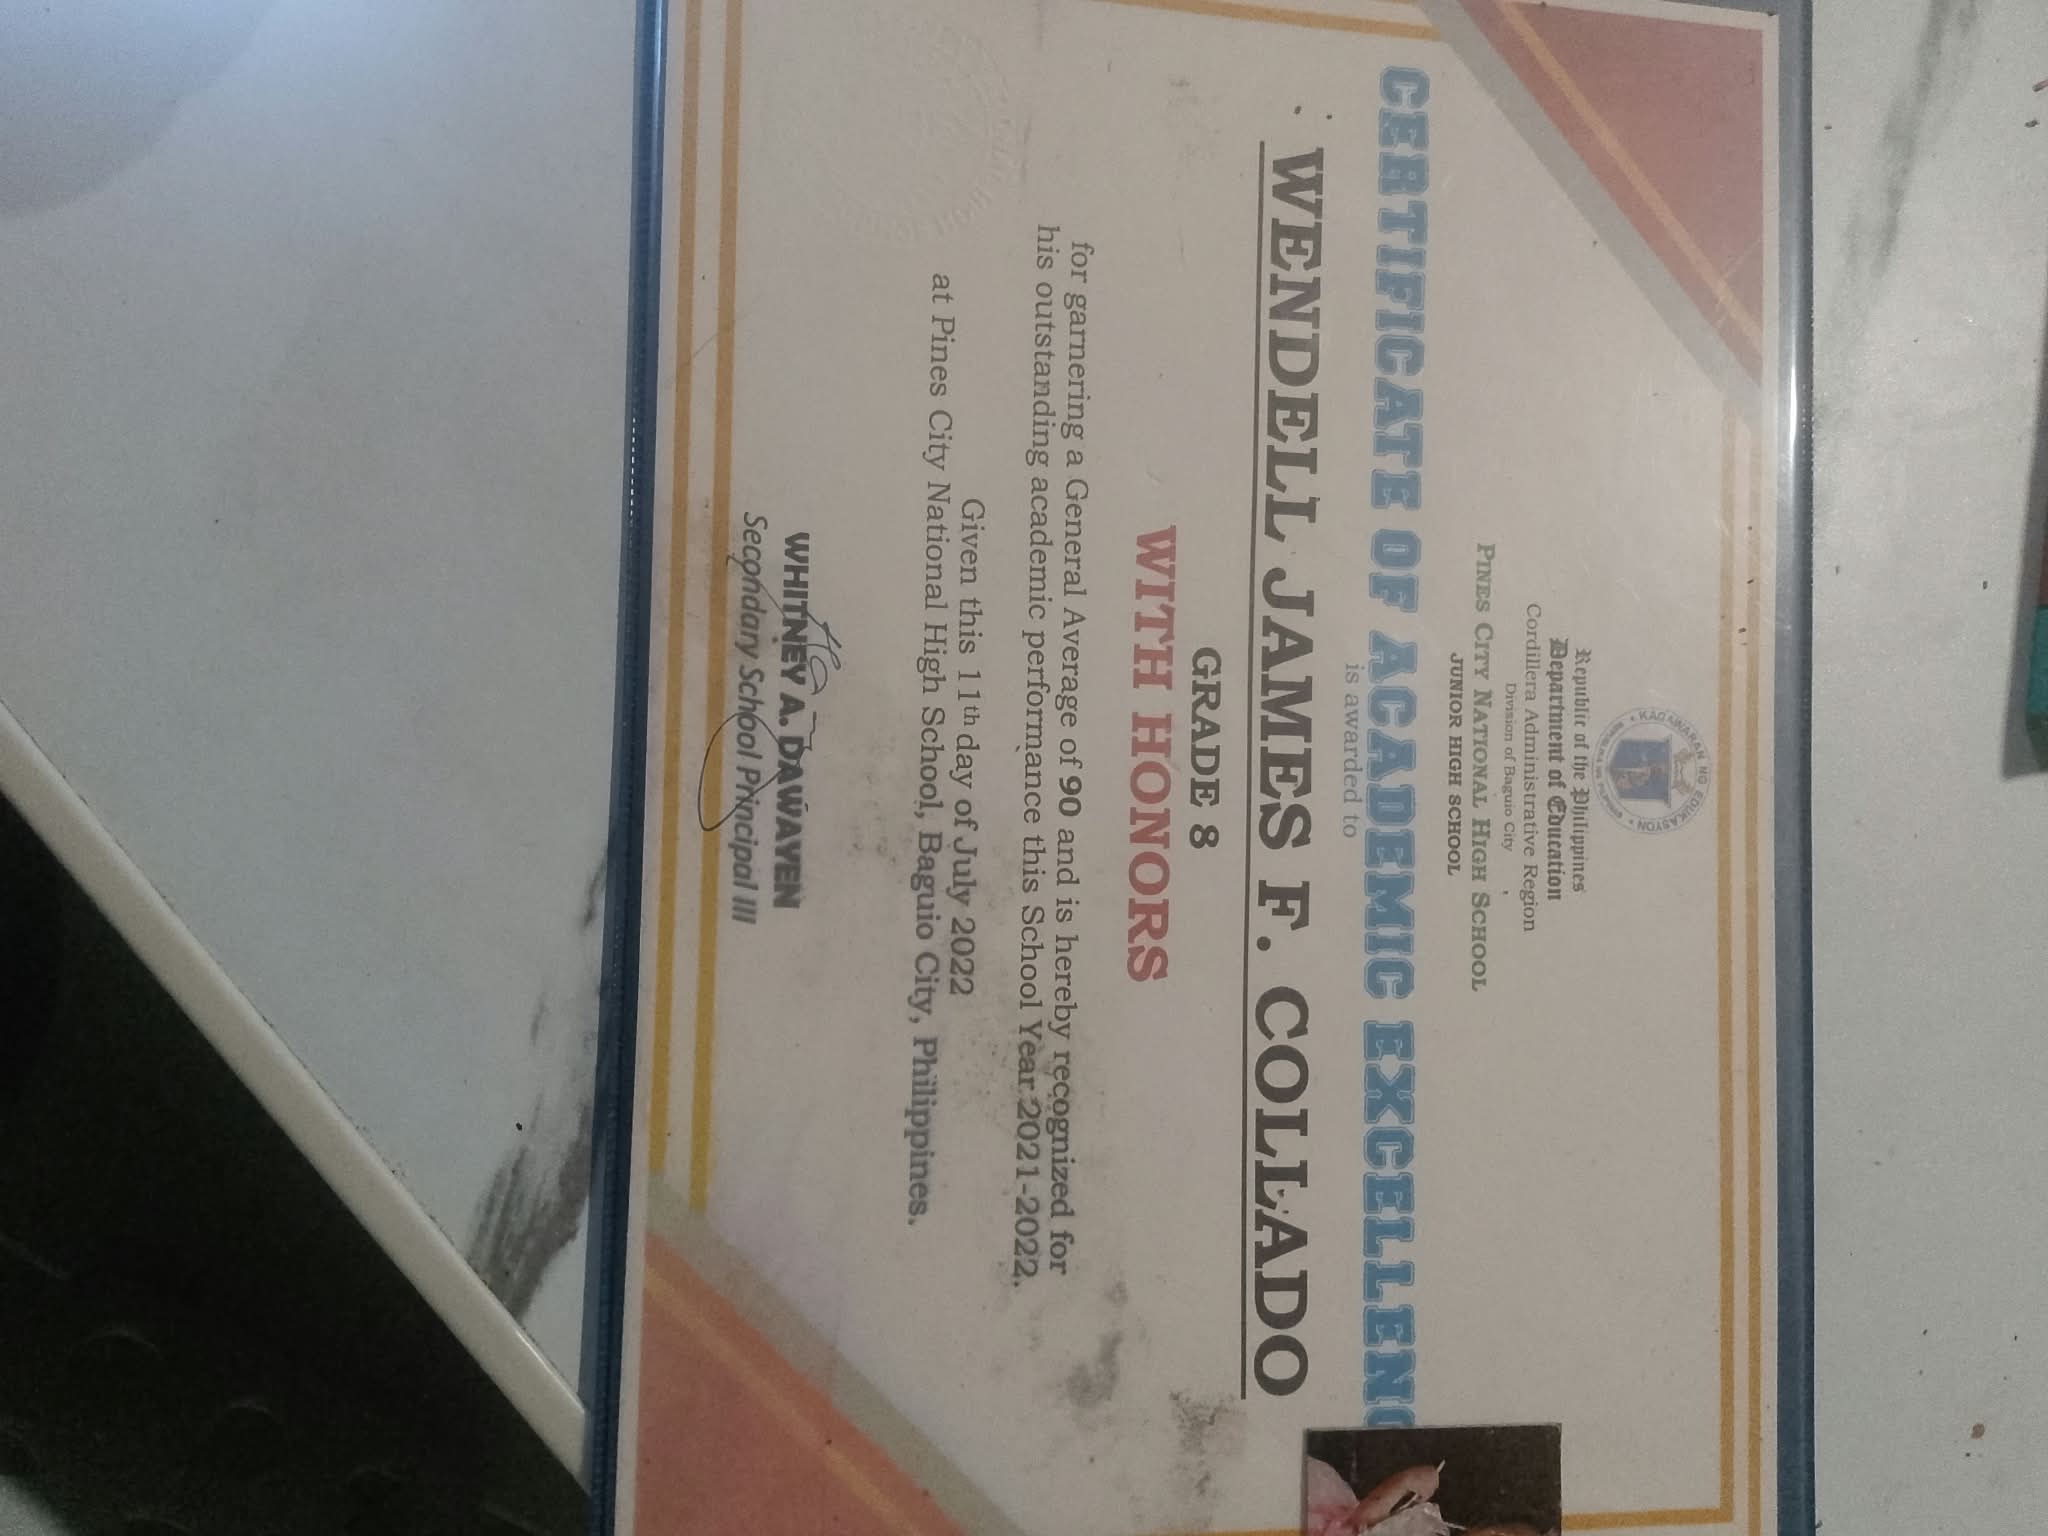 KAGAWARAN NG EDUKASYON
Republic of the Philippines
Department of Education
Cordillera Administrative Region
Division of Baguio City
PINES CITY NATIONAL HIGH SCHOOL
JUNIOR HIGH SCHOOL
CERTIFICATE OF ACADEMIC EXCELLENC
is awarded to
WENDELL JAMES F. COLLADO
GRADE 8
WITH HONORS
for garnering a General Average of 90 and is hereby recognized for
his outstanding academic performance this School Year 2021-2022.
Given this 11th day of July 2022
at Pines City National High School, Baguio City, Philippines.
WHITNEY A. DAWAYEN
Secondary School Principal III